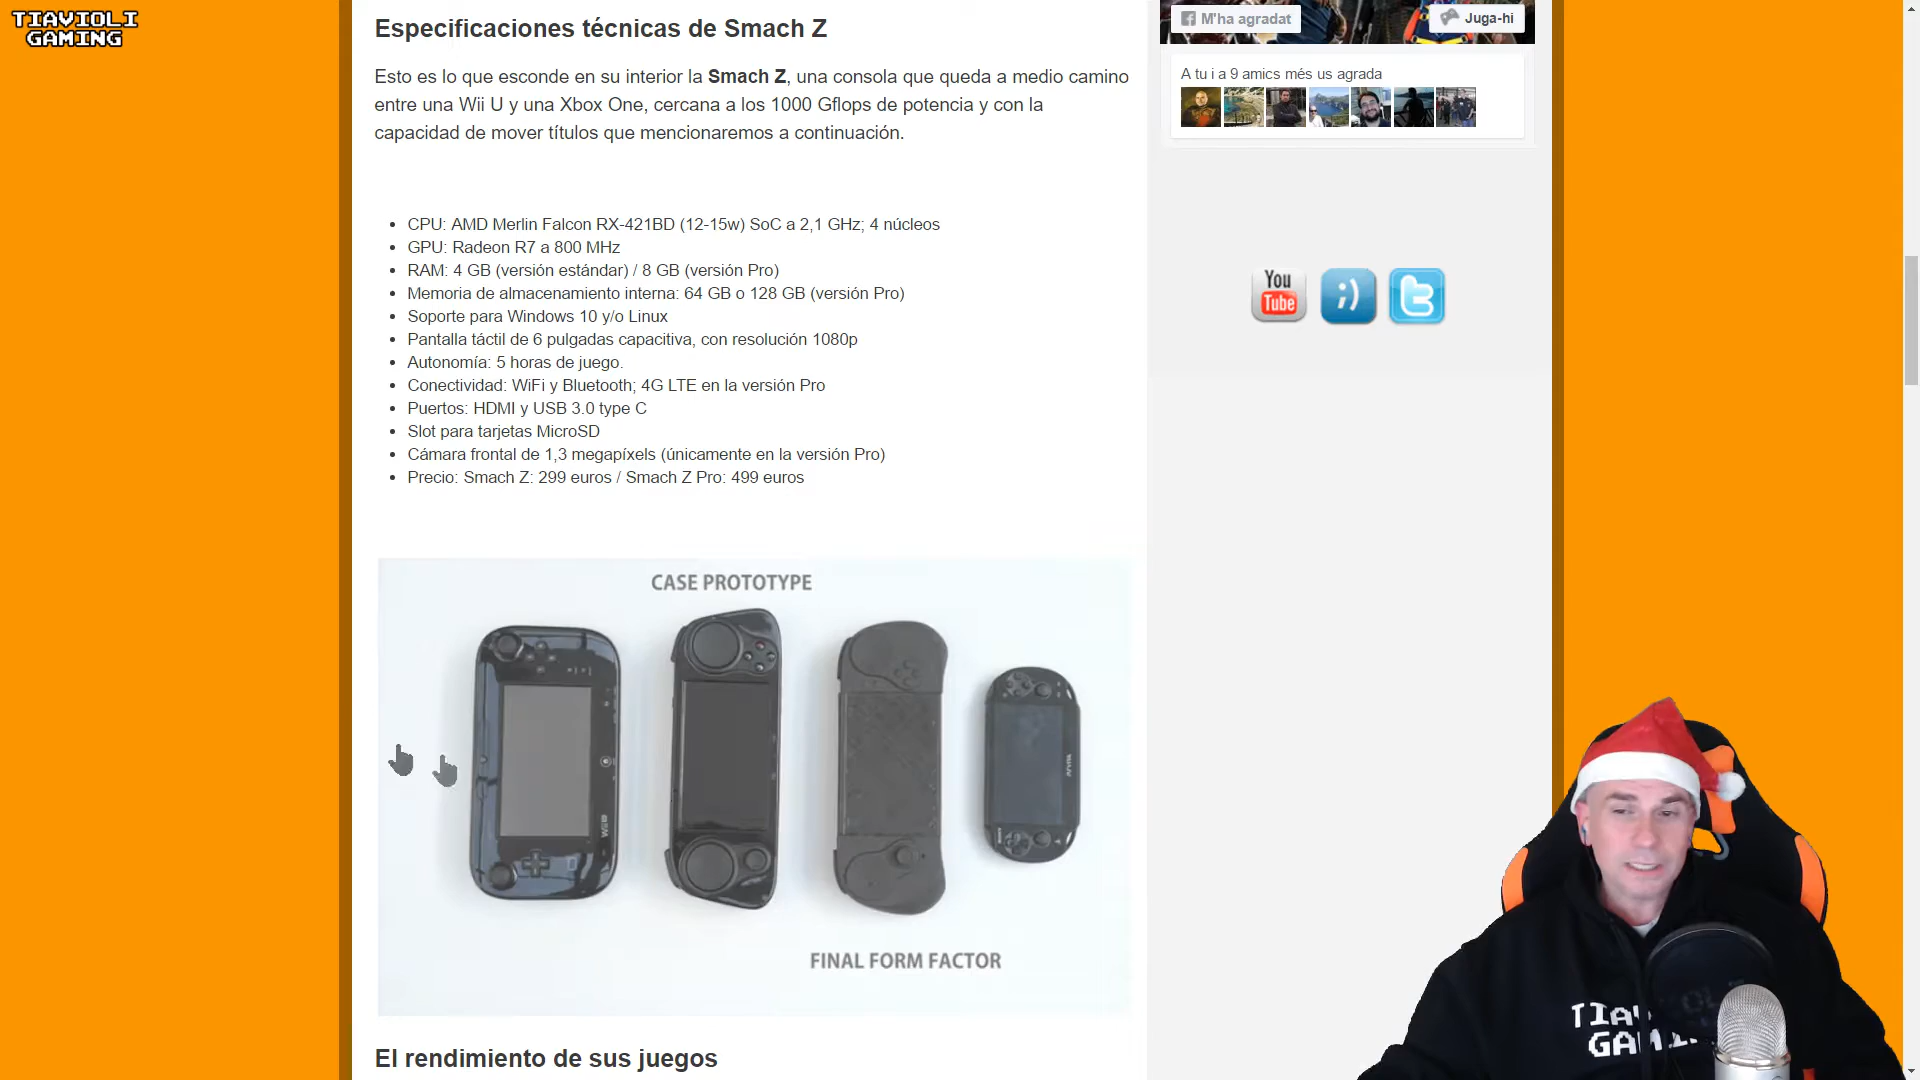 TIAVIOLI
GAMING
Especificaciones técnicas de Smach Z
Esto es lo que esconde en su interior la Smach Z, una consola que queda a medio camino
entre una Wii U y una Xbox One, cercana a los 1000 Gflops de potencia y con la
capacidad de mover títulos que mencionaremos a continuación.
CPU: AMD Merlin Falcon RX-421BD (12-15w) SoC a 2,1 GHz; 4 núcleos
GPU: Radeon R7 a 800 MHz
RAM: 4 GB (versión estándar) / 8 GB (versión Pro)
Memoria de almacenamiento interna: 64 GB o 128 GB (versión Pro)
Soporte para Windows 10 y/o Linux
Pantalla táctil de 6 pulgadas capacitiva, con resolución 1080p
Autonomía: 5 horas de juego.
Conectividad: WiFi y Bluetooth; 4G LTE en la versión Pro
Puertos: HDMI y USB 3.0 type C
Slot para tarjetas MicroSD
Cámara frontal de 1,3 megapíxels (únicamente en la versión Pro)
Precio: Smach Z: 299 euros / Smach Z Pro: 499 euros
CASE PROTOTYPE
Wii U
FINAL FORM FACTOR
El rendimiento de sus juegos
M'ha agradat
Juga-hi
A tu i a 9 amics més us agrada
You
Tube
;)